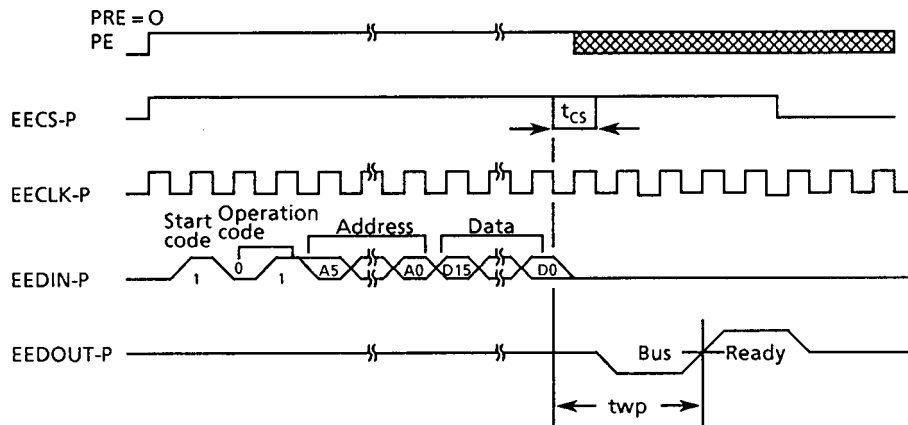 PRE = O
PE
EECS-P
tCS
EECLK-P
Start code
Operation code
Address
Data
EEDIN-P
1
0
1
A5
A0
D15
D0
EEDOUT-P
Bus
Ready
twp